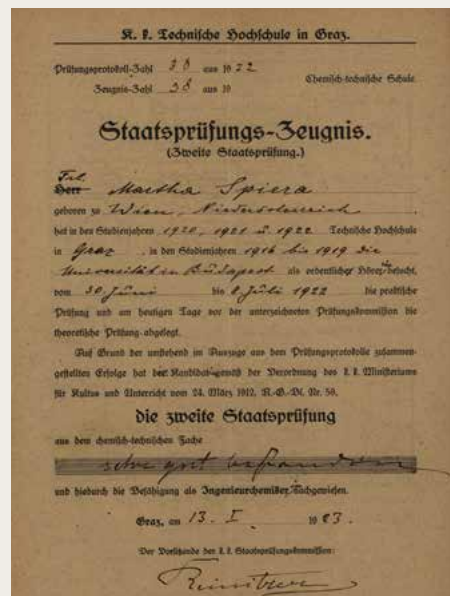 K. k. Technische Hochschule in Graz.
Prüfungsprotokoll-Zahl 38 aus 1922
Zeugnis-Zahl 38 aus 19
Chemisch-technische Schule.
Staatsprüfungs-Zeugnis.
(Zweite Staatsprüfung.)
Frl.
Herr Martha Spiera
geboren zu Wien, Niederösterreich
hat in den Studienjahren 1920, 1921 u 1922 Technische Hochschule
in Graz, in den Studienjahren 1916 bis 1919 die
Universität in Budapest als ordentlicher Hörer besucht,
vom 30 Juni bis 8 Juli 1922 die praktische
Prüfung und am heutigen Tage vor der unterzeichneten Prüfungskommission die
theoretische Prüfung abgelegt.
Auf Grund der umstehend im Auszuge aus dem Prüfungsprotokolle zusammen-
gestellten Erfolge hat der Kandidat gemäß der Verordnung des k. k. Ministeriums
für Kultus und Unterricht vom 24. März 1912, R.-G.-Bl. Nr. 59,
die zweite Staatsprüfung
aus dem chemisch-technischen Fache
sehr gut bestanden
und hiedurch die Befähigung als Ingenieurchemiker nachgewiesen.
Graz, am 13. I. 1923.
Der Vorsitzende der k. k. Staatsprüfungskommission: